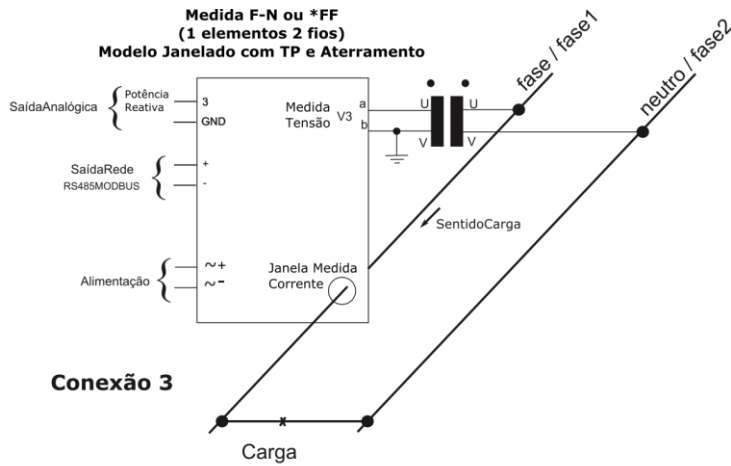 Medida F-N ou *FF
(1 elementos 2 fios)
Modelo Janelado com TP e Aterramento
fase / fase1
neutro / fase2
SaídaAnalógica
Potência
Reativa
3
GND
Medida
Tensão
V3
a
b
U
U
V
V
SaídaRede
RS485MODBUS
+
-
SentidoCarga
Alimentação
~+
~-
Janela Medida
Corrente
Conexão 3
Carga